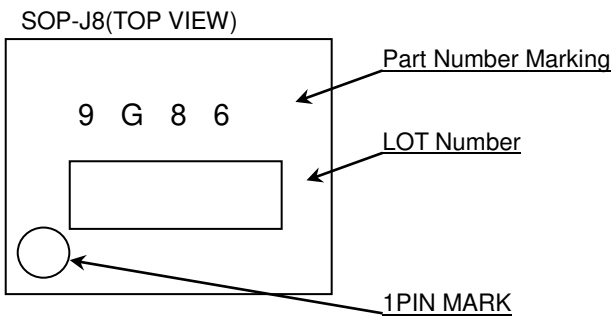 SOP-J8(TOP VIEW)
Part Number Marking
9 G 8 6
LOT Number
1PIN MARK